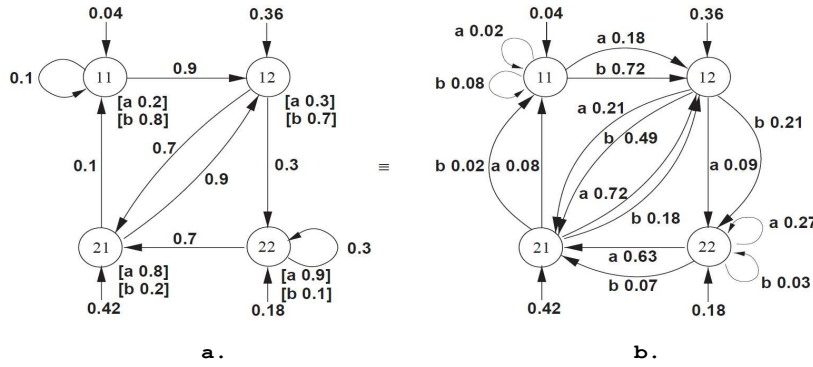 0.04
0.36
0.1
11
0.9
12
[a 0.2]
[b 0.8]
[a 0.3]
[b 0.7]
0.7
0.1
0.9
0.3
21
0.7
22
0.3
[a 0.8]
[b 0.2]
[a 0.9]
[b 0.1]
0.42
0.18
a.
≡
0.04
0.36
a 0.02
a 0.18
11
12
b 0.08
b 0.72
a 0.21
b 0.21
b 0.49
b 0.02
a 0.08
a 0.09
a 0.72
b 0.18
a 0.27
21
22
a 0.63
b 0.07
b 0.03
0.42
0.18
b.